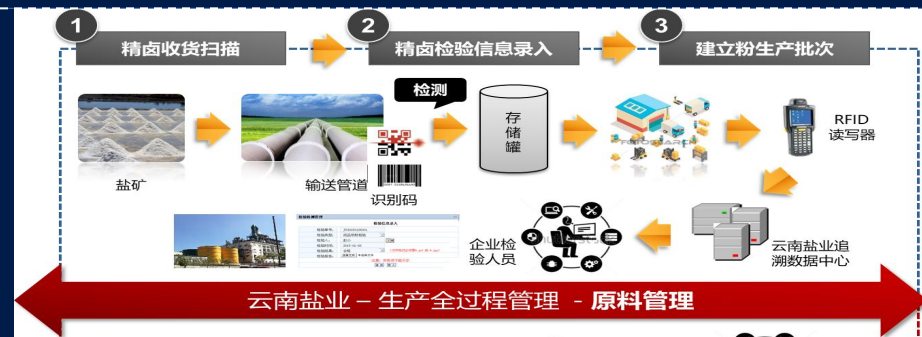 1
精卤收货扫描
2
精卤检验信息录入
3
建立粉生产批次
检测
存
储
罐
RFID
读写器
盐矿
输送管道
识别码
企业检
验人员
云南盐业追
溯数据中心
云南盐业 – 生产全过程管理 - 原料管理